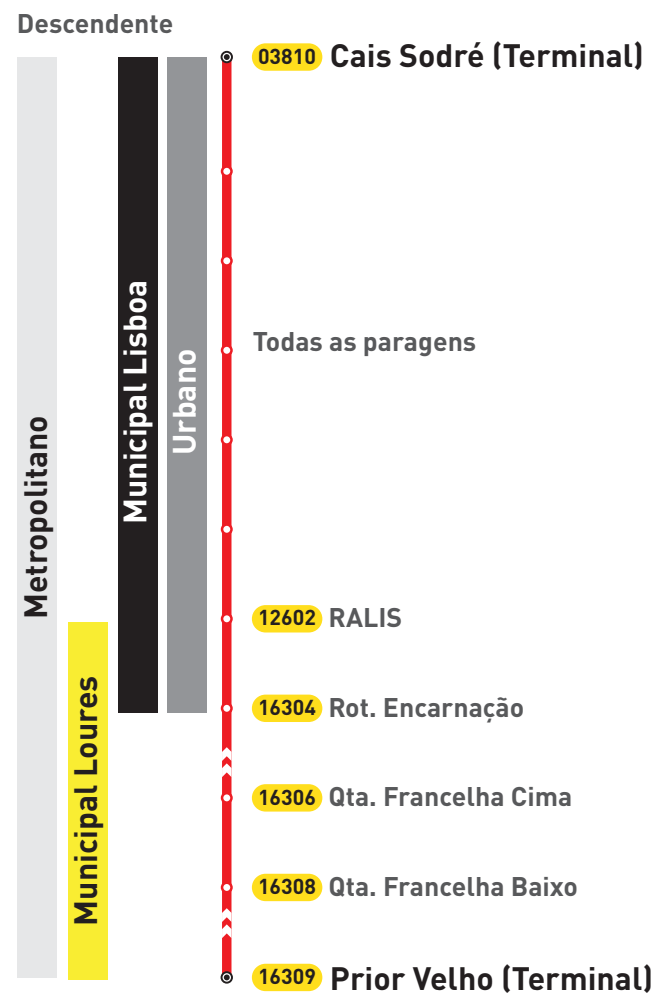 Descendente
03810 Cais Sodré (Terminal)
Todas as paragens
12602 RALIS
16304 Rot. Encarnação
16306 Qta. Francelha Cima
16308 Qta. Francelha Baixo
16309 Prior Velho (Terminal)
Metropolitano
Municipal Loures
Municipal Lisboa
Urbano